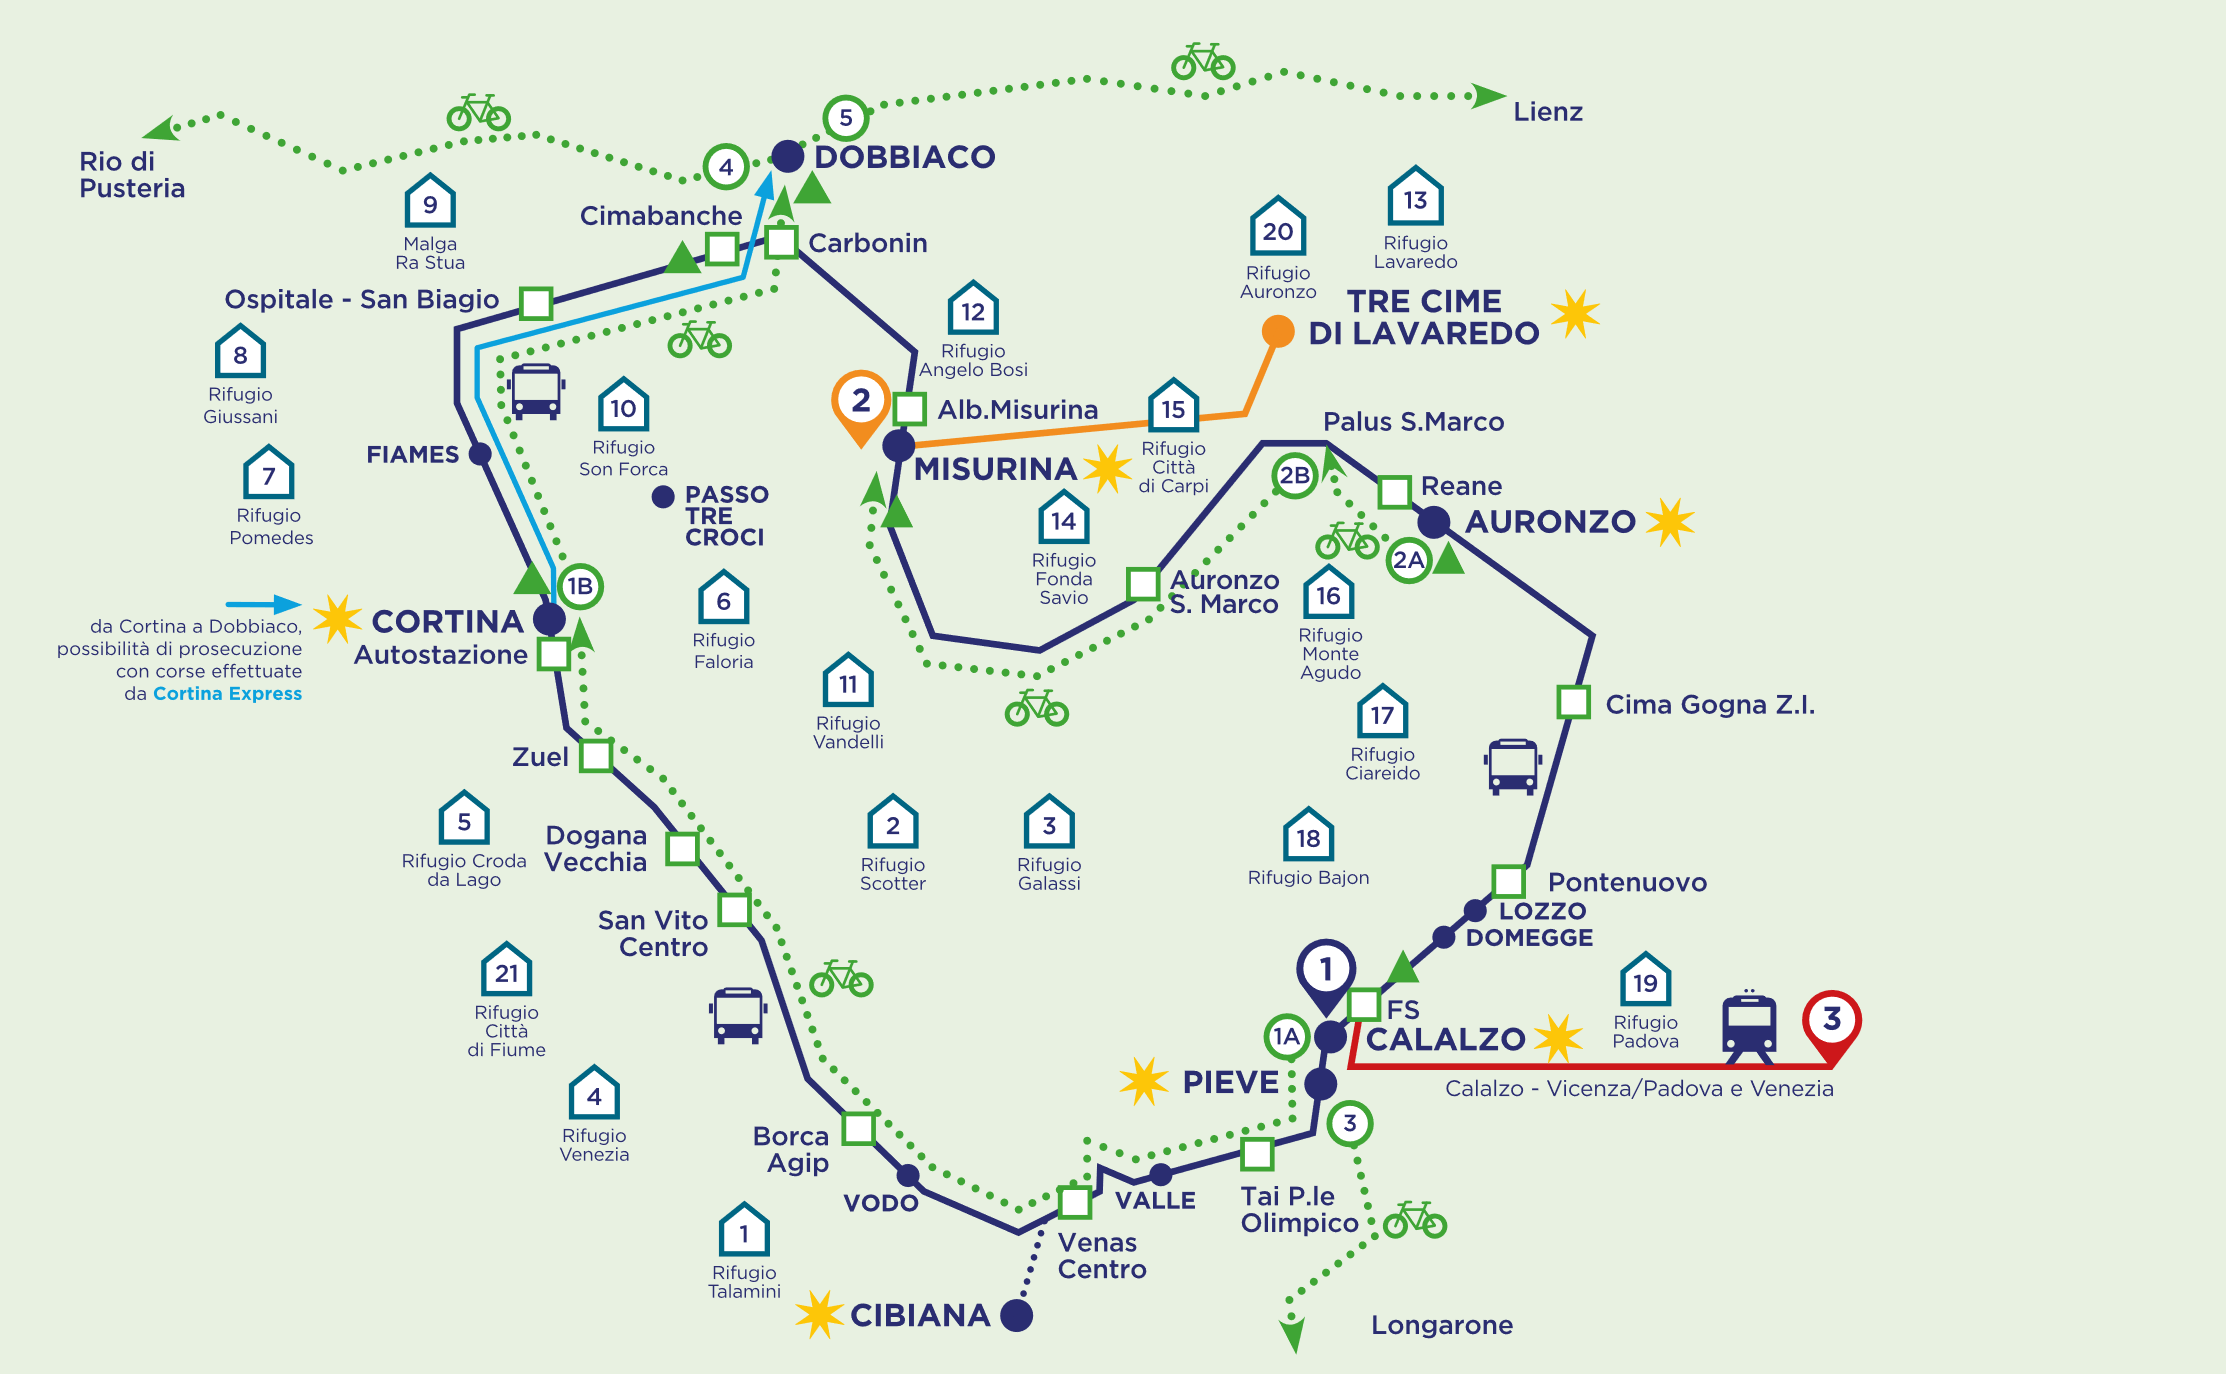 Lienz
5
4
DOBBIACO
Rio di
Pusteria
9
Malga
Ra Stua
Cimabanche
Carbonin
20
Rifugio
Auronzo
13
Rifugio
Lavaredo
Ospitale - San Biagio
TRE CIME
DI LAVAREDO
12
Rifugio
Angelo Bosi
8
Rifugio
Giussani
10
Rifugio
Son Forca
2
Alb.Misurina
15
Rifugio
Città
di Carpi
Palus S.Marco
FIAMES
MISURINA
2B
Reane
7
Rifugio
Pomedes
PASSO
TRE
CROCI
14
Rifugio
Fonda
Savio
AURONZO
2A
1B
Auronzo
S. Marco
16
Rifugio
Monte
Agudo
6
Rifugio
Faloria
CORTINA
Autostazione
da Cortina a Dobbiaco,
possibilità di prosecuzione
con corse effettuate
da Cortina Express
11
Rifugio
Vandelli
17
Rifugio
Ciareido
Cima Gogna Z.I.
Zuel
5
Rifugio Croda
da Lago
Dogana
Vecchia
2
Rifugio
Scotter
3
Rifugio
Galassi
18
Rifugio Bajon
Pontenuovo
LOZZO
DOMEGGE
San Vito
Centro
21
Rifugio
Città
di Fiume
1
FS
CALALZO
19
Rifugio
Padova
3
1A
PIEVE
Calalzo - Vicenza/Padova e Venezia
4
Rifugio
Venezia
3
Borca
Agip
VODO
VALLE
Tai P.le
Olimpico
1
Rifugio
Talamini
Venas
Centro
CIBIANA
Longarone